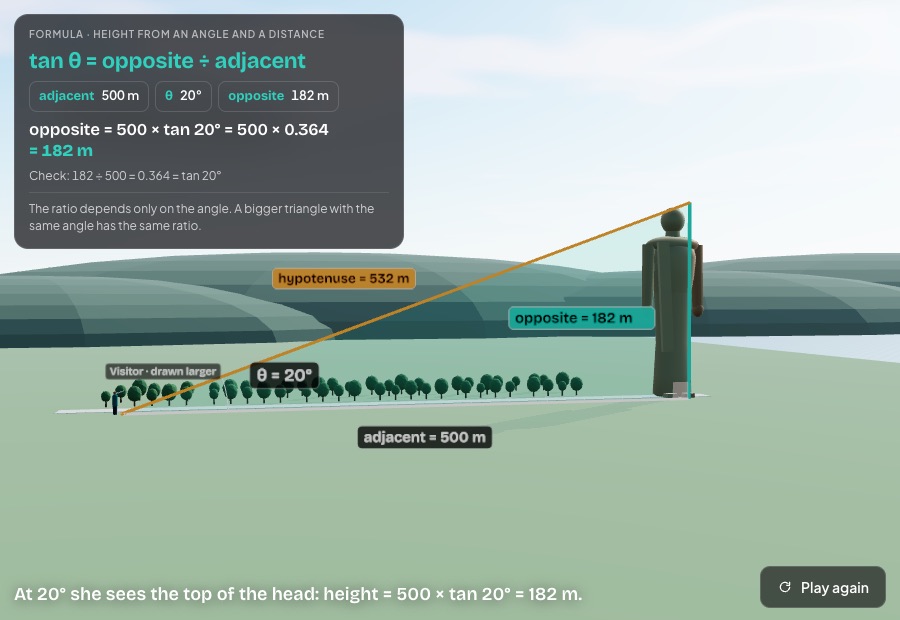 FORMULA · HEIGHT FROM AN ANGLE AND A DISTANCE
tan θ = opposite ÷ adjacent
adjacent 500 m θ 20° opposite 182 m
opposite = 500 × tan 20° = 500 × 0.364
= 182 m
Check: 182 ÷ 500 = 0.364 = tan 20°
The ratio depends only on the angle. A bigger triangle with the
same angle has the same ratio.
hypotenuse = 532 m
opposite = 182 m
Visitor · drawn larger
θ = 20°
adjacent = 500 m
At 20° she sees the top of the head: height = 500 × tan 20° = 182 m.
Play again